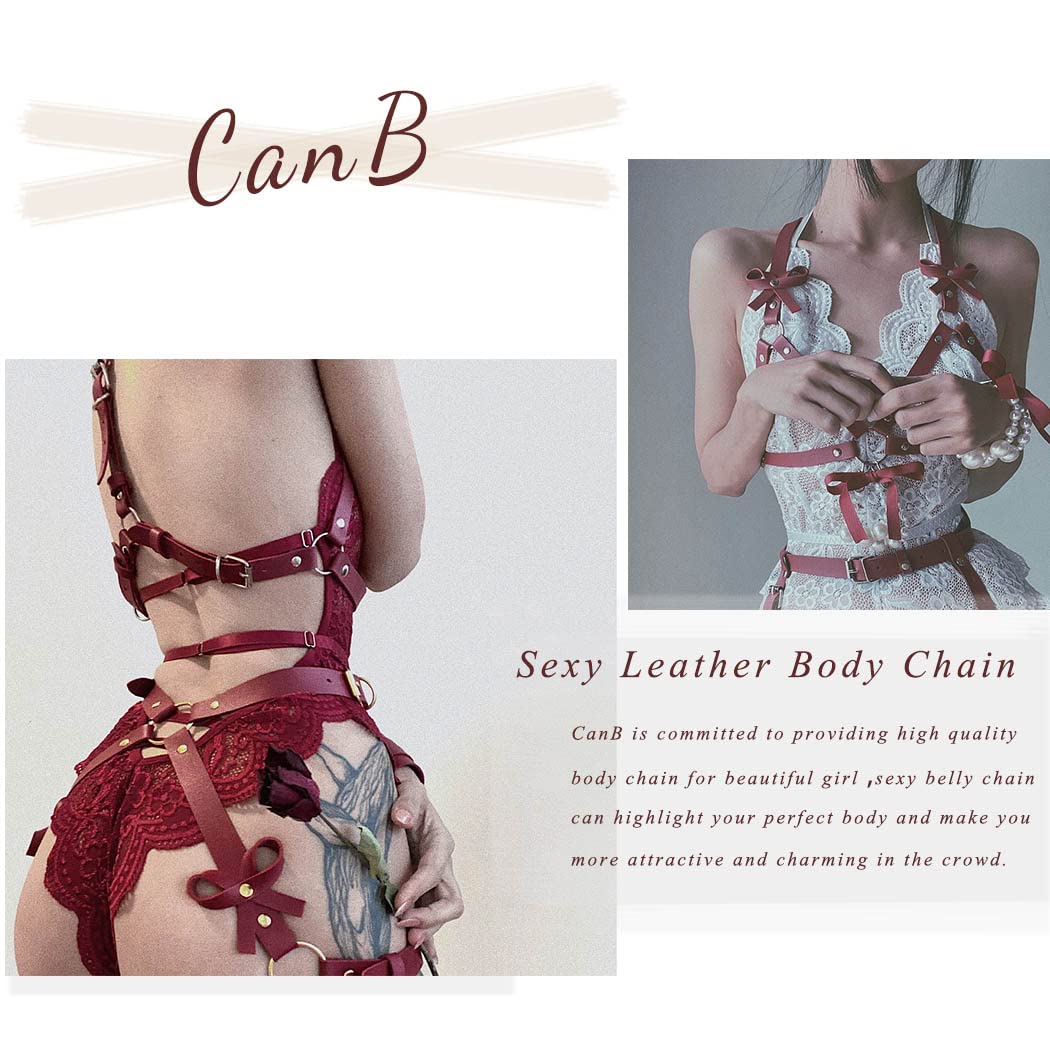 CanB
Sexy Leather Body Chain
CanB is committed to providing high quality
body chain for beautiful girl ,sexy belly chain
can highlight your perfect body and make you
more attractive and charming in the crowd.